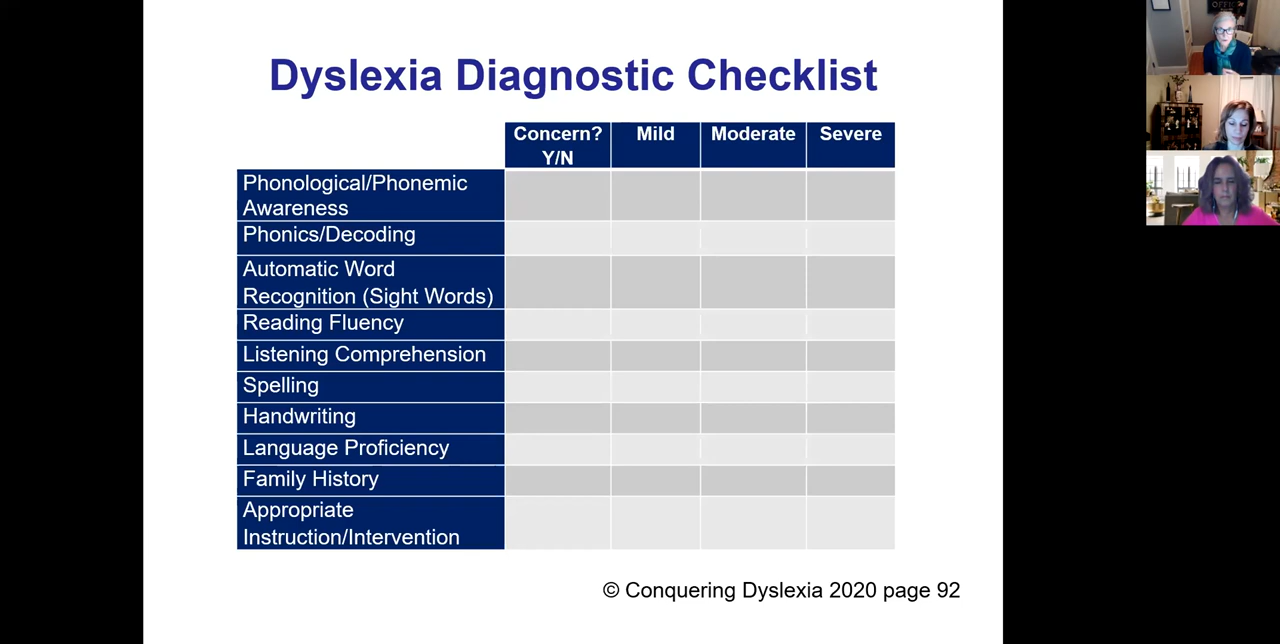 Dyslexia Diagnostic Checklist
Concern? Mild Moderate Severe
Y/N
Phonological/Phonemic
Awareness
Phonics/Decoding
Automatic Word
Recognition (Sight Words)
Reading Fluency
Listening Comprehension
Spelling
Handwriting
Language Proficiency
Family History
Appropriate
Instruction/Intervention
© Conquering Dyslexia 2020 page 92